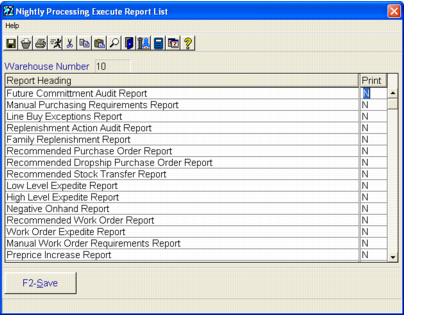 Nightly Processing Execute Report List
Help
Warehouse Number 10
Report Heading Print
Future Committment Audit Report N
Manual Purchasing Requirements Report N
Line Buy Exceptions Report N
Replenishment Action Audit Report N
Family Replenishment Report N
Recommended Purchase Order Report N
Recommended Dropship Purchase Order Report N
Recommended Stock Transfer Report N
Low Level Expedite Report N
High Level Expedite Report N
Negative Onhand Report N
Recommended Work Order Report N
Work Order Expedite Report N
Manual Work Order Requirements Report N
Preprice Increase Report N
F2-Save